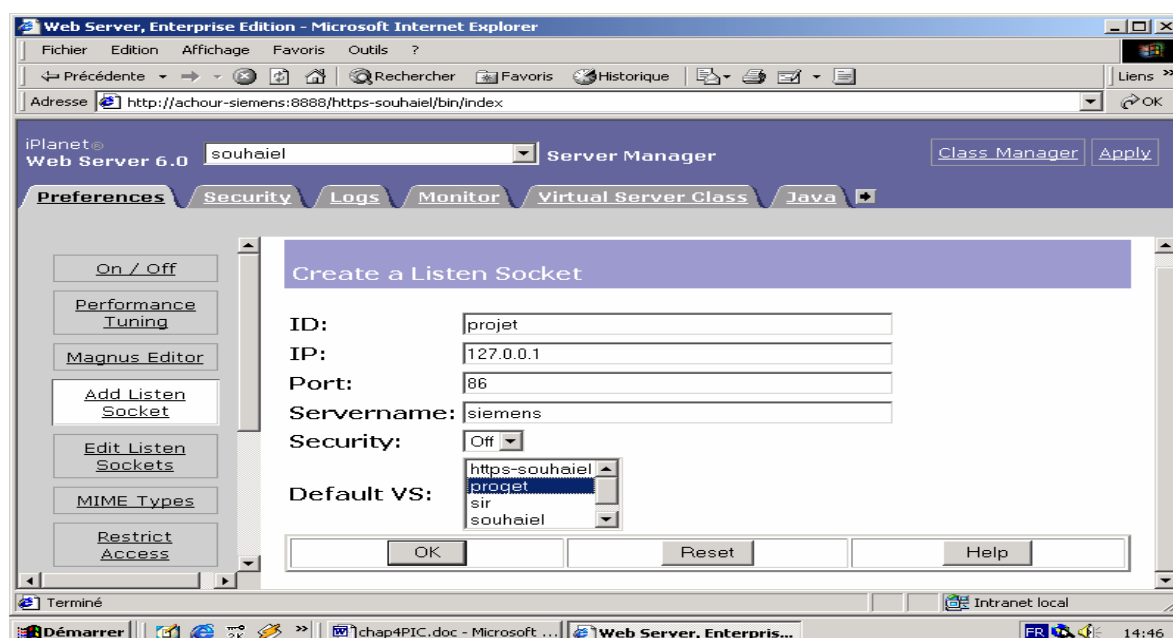 Web Server, Enterprise Edition - Microsoft Internet Explorer
Fichier Edition Affichage Favoris Outils ?
Précédente Rechercher Favoris Historique Liens »
Adresse http://achour-siemens:8888/https-souhaiel/bin/index OK
iPlanet®
Web Server 6.0 souhaiel Server Manager Class Manager Apply
Preferences Security Logs Monitor Virtual Server Class Java
On / Off
Performance
Tuning
Magnus Editor
Add Listen
Socket
Edit Listen
Sockets
MIME Types
Restrict
Access
Create a Listen Socket
ID: projet
IP: 127.0.0.1
Port: 86
Servername: siemens
Security: Off
Default VS:
https-souhaiel
proget
sir
souhaiel
OK Reset Help
Terminé Intranet local
Démarrer » chap4PIC.doc - Microsoft ... Web Server, Enterpris... FR 14:46